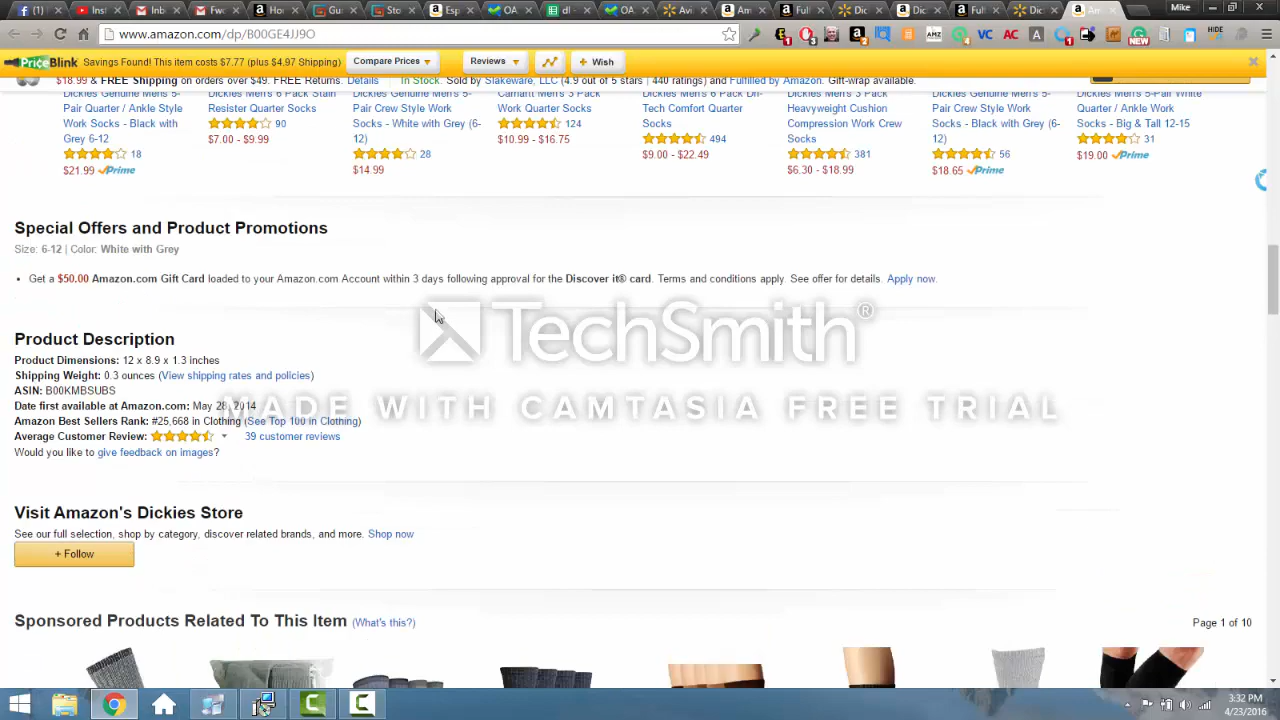 Mike
www.amazon.com/dp/B00GE4JJ9O
PriceBlink Savings Found! This item costs $7.77 (plus $4.97 Shipping) Compare Prices Reviews + Wish
$18.99 & FREE Shipping on orders over $49. FREE Returns. Details In Stock. Sold by Slakeware, LLC (4.9 out of 5 stars | 440 ratings) and Fulfilled by Amazon. Gift-wrap available.
Dickies Genuine Mens 5-Pair Quarter / Ankle Style Work Socks - Black with Grey 6-12
18
$21.99 Prime
Resister Quarter Socks
90
$7.00 - $9.99
Dickies Genuine Men's 5-Pair Crew Style Work Socks - White with Grey (6-12)
28
$14.99
Carhartt Men's 3 Pack Work Quarter Socks
124
$10.99 - $16.75
Dickies Men's 6 Pack Dri-Tech Comfort Quarter Socks
494
$9.00 - $22.49
Dickies Men's 3 Pack Heavyweight Cushion Compression Work Crew Socks
381
$6.30 - $18.99
Dickies Genuine Men's 5-Pair Crew Style Work Socks - Black with Grey (6-12)
56
$18.65 Prime
Dickies Men's 5-Pair White Quarter / Ankle Work Socks - Big & Tall 12-15
31
$19.00 Prime
Special Offers and Product Promotions
Size: 6-12 | Color: White with Grey
• Get a $50.00 Amazon.com Gift Card loaded to your Amazon.com Account within 3 days following approval for the Discover it® card. Terms and conditions apply. See offer for details. Apply now.
TechSmith®
MADE WITH CAMTASIA FREE TRIAL
Product Description
Product Dimensions: 12 x 8.9 x 1.3 inches
Shipping Weight: 0.3 ounces (View shipping rates and policies)
ASIN: B00KMBSUBS
Date first available at Amazon.com: May 28, 2014
Amazon Best Sellers Rank: #25,668 in Clothing (See Top 100 in Clothing)
Average Customer Review: 39 customer reviews
Would you like to give feedback on images?
Visit Amazon's Dickies Store
See our full selection, shop by category, discover related brands, and more. Shop now
+ Follow
Sponsored Products Related To This Item (What's this?)
Page 1 of 10
3:32 PM
4/23/2016